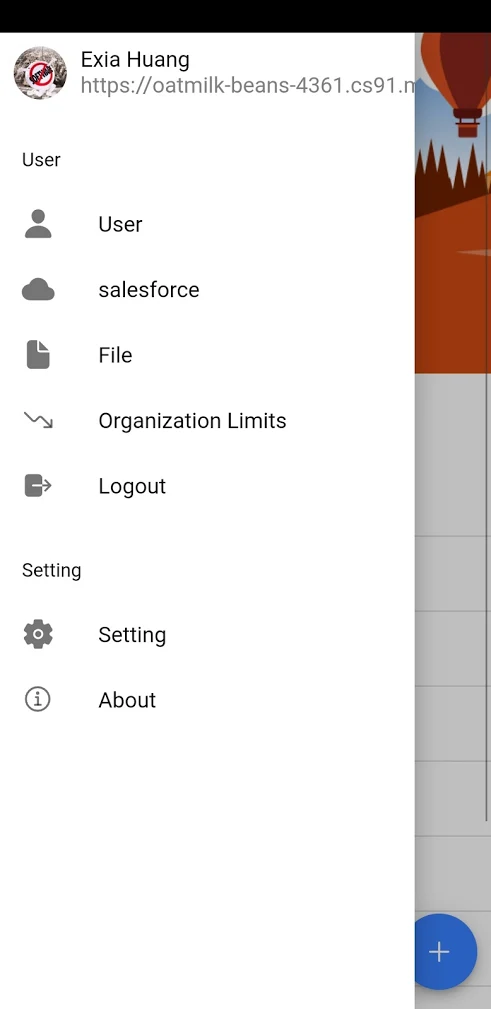 Exia Huang
https://oatmilk-beans-4361.cs91.m
User
User
salesforce
File
Organization Limits
Logout
Setting
Setting
About